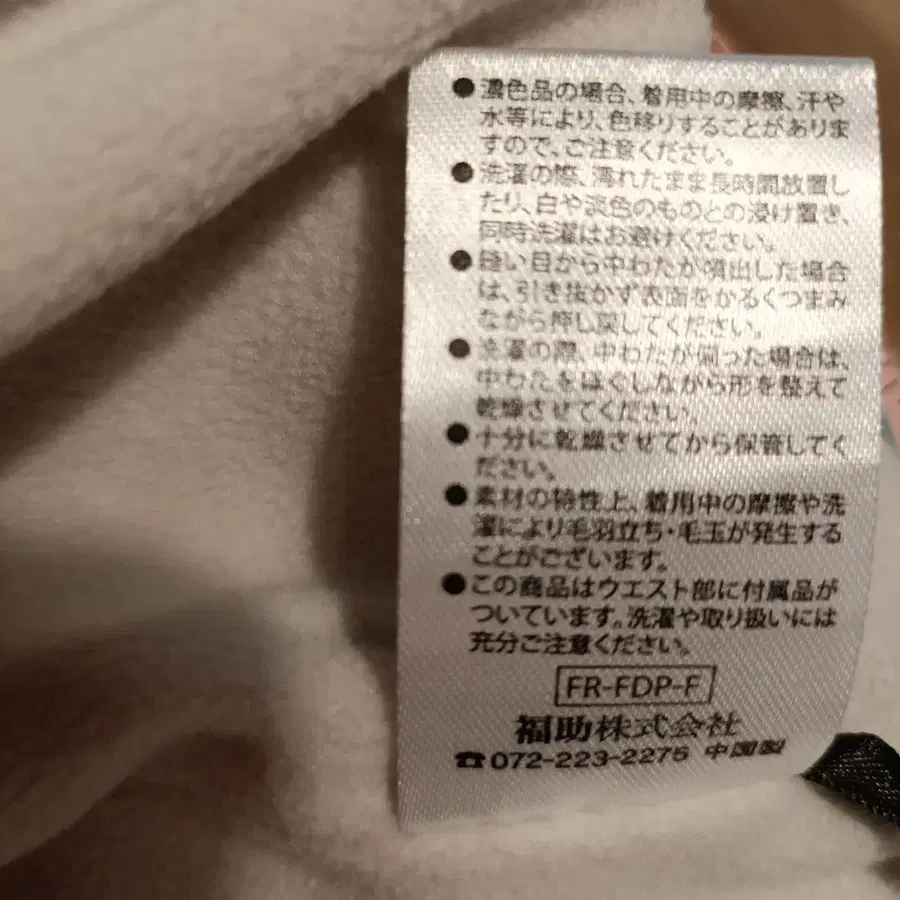 ●濃色品の場合、着用中の摩擦、汗や
水等により、色移りすることがありま
すので、ご注意ください。
●洗濯の際、濡れたまま長時間放置し
たり、白や淡色のものとの浸け置き、
同時洗濯はお避けください。
●縫い目から中わたが噴出した場合
は、引き抜かず表面をかるくつまみ
ながら押し戻してください。
●洗濯の際、中わたが偏った場合は、
中わたをほぐしながら形を整えて
乾燥させてください。
●十分に乾燥させてから保管してく
ださい。
●素材の特性上、着用中の摩擦や洗
濯により毛羽立ち・毛玉が発生する
ことがございます。
●この商品はウエスト部に付属品が
ついています。洗濯や取り扱いには
充分ご注意ください。
FR-FDP-F
福助株式会社
☎072-223-2275 中国製